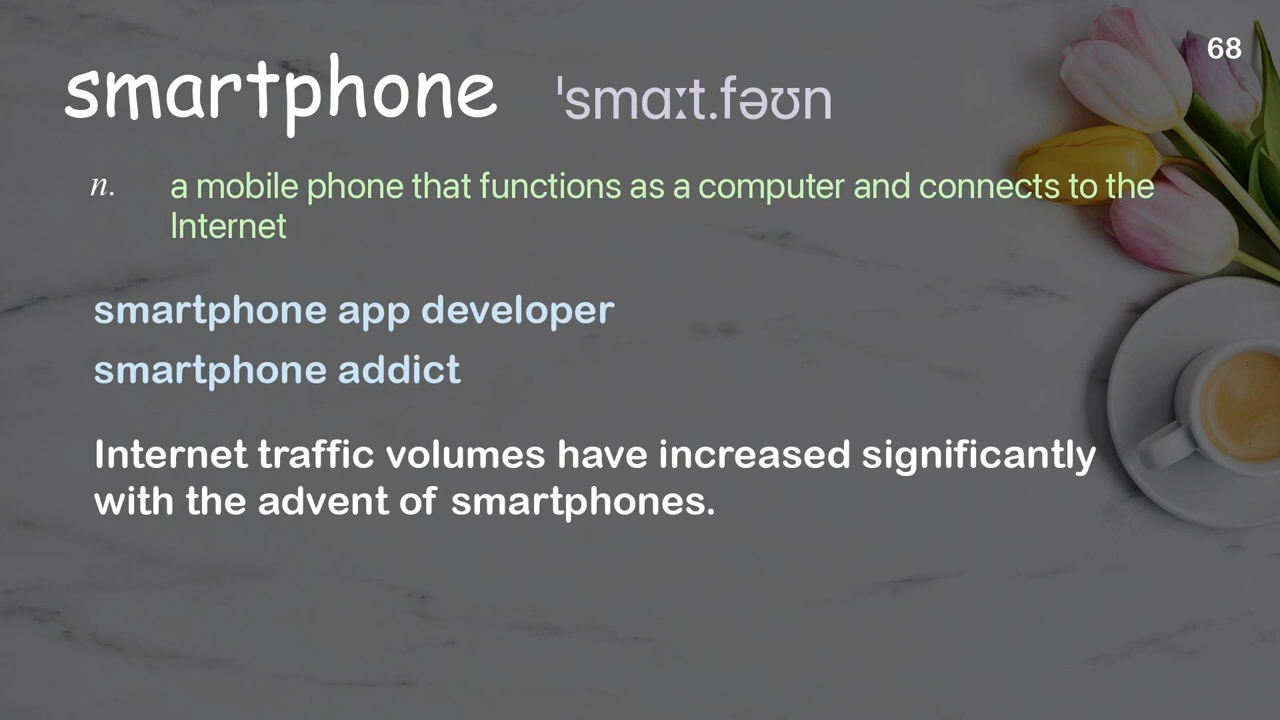 68
smartphone ˈsmɑːt.fəʊn
n. a mobile phone that functions as a computer and connects to the
Internet
smartphone app developer
smartphone addict
Internet traffic volumes have increased significantly
with the advent of smartphones.